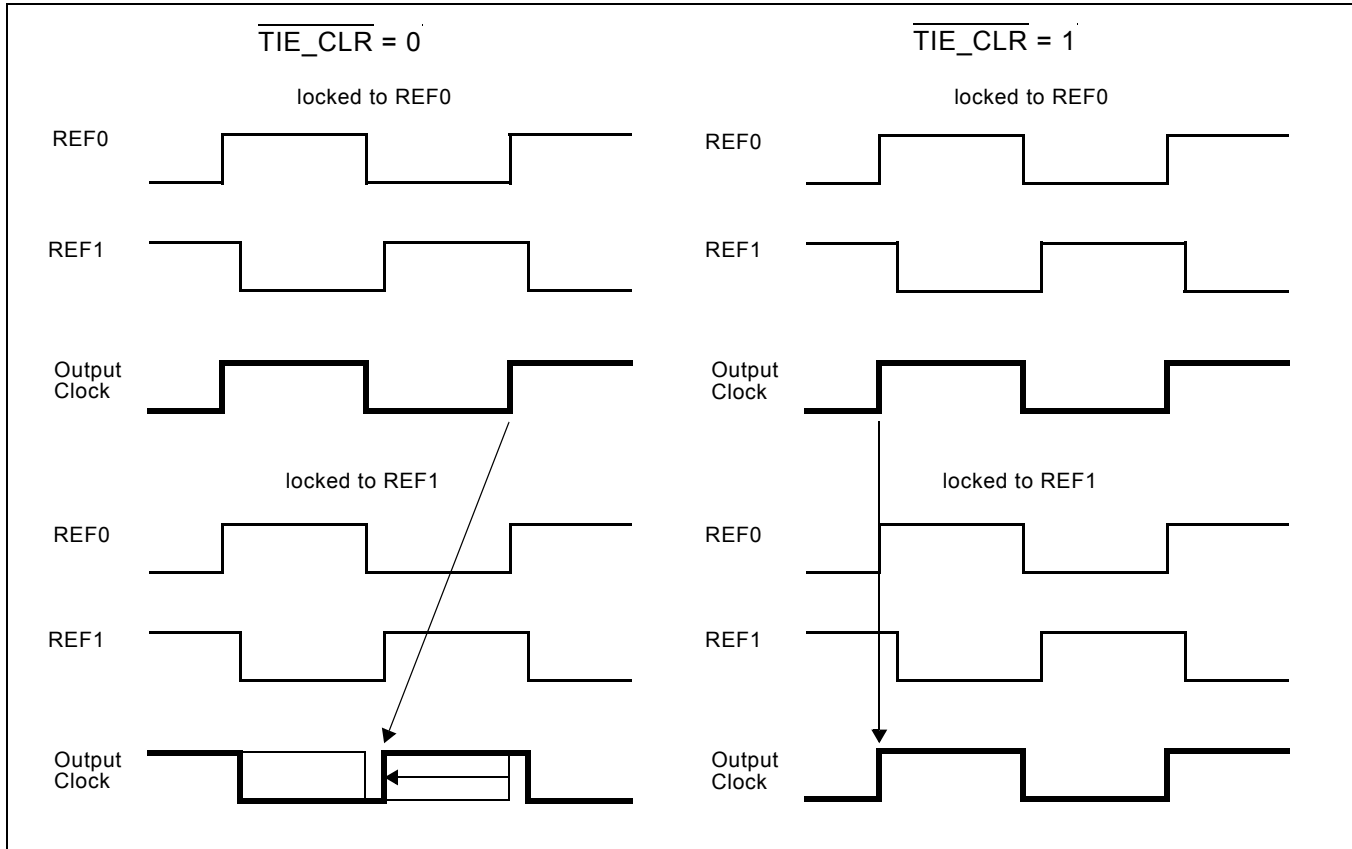 TIE_CLR = 0
locked to REF0
REF0
REF1
Output
Clock
locked to REF1
REF0
REF1
Output
Clock
TIE_CLR = 1
locked to REF0
REF0
REF1
Output
Clock
locked to REF1
REF0
REF1
Output
Clock